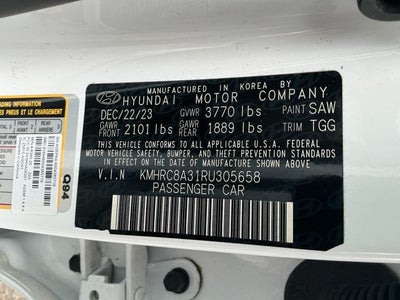 MANUFACTURED IN KOREA BY
HYUNDAI MOTOR COMPANY
DEC/22/23 GVWR 3770 lbs PAINT SAW
GAWR FRONT 2101 lbs GAWR REAR 1889 lbs TRIM TGG
THIS VEHICLE CONFORMS TO ALL APPLICABLE U.S.A. FEDERAL
MOTOR VEHICLE SAFETY, BUMPER, AND THEFT PREVENTION
STANDARDS IN EFFECT ON THE DATE OF MANUFACTURE SHOWN ABOVE
V.I.N KMHRC8A31RU305658
PASSENGER CAR
Q94